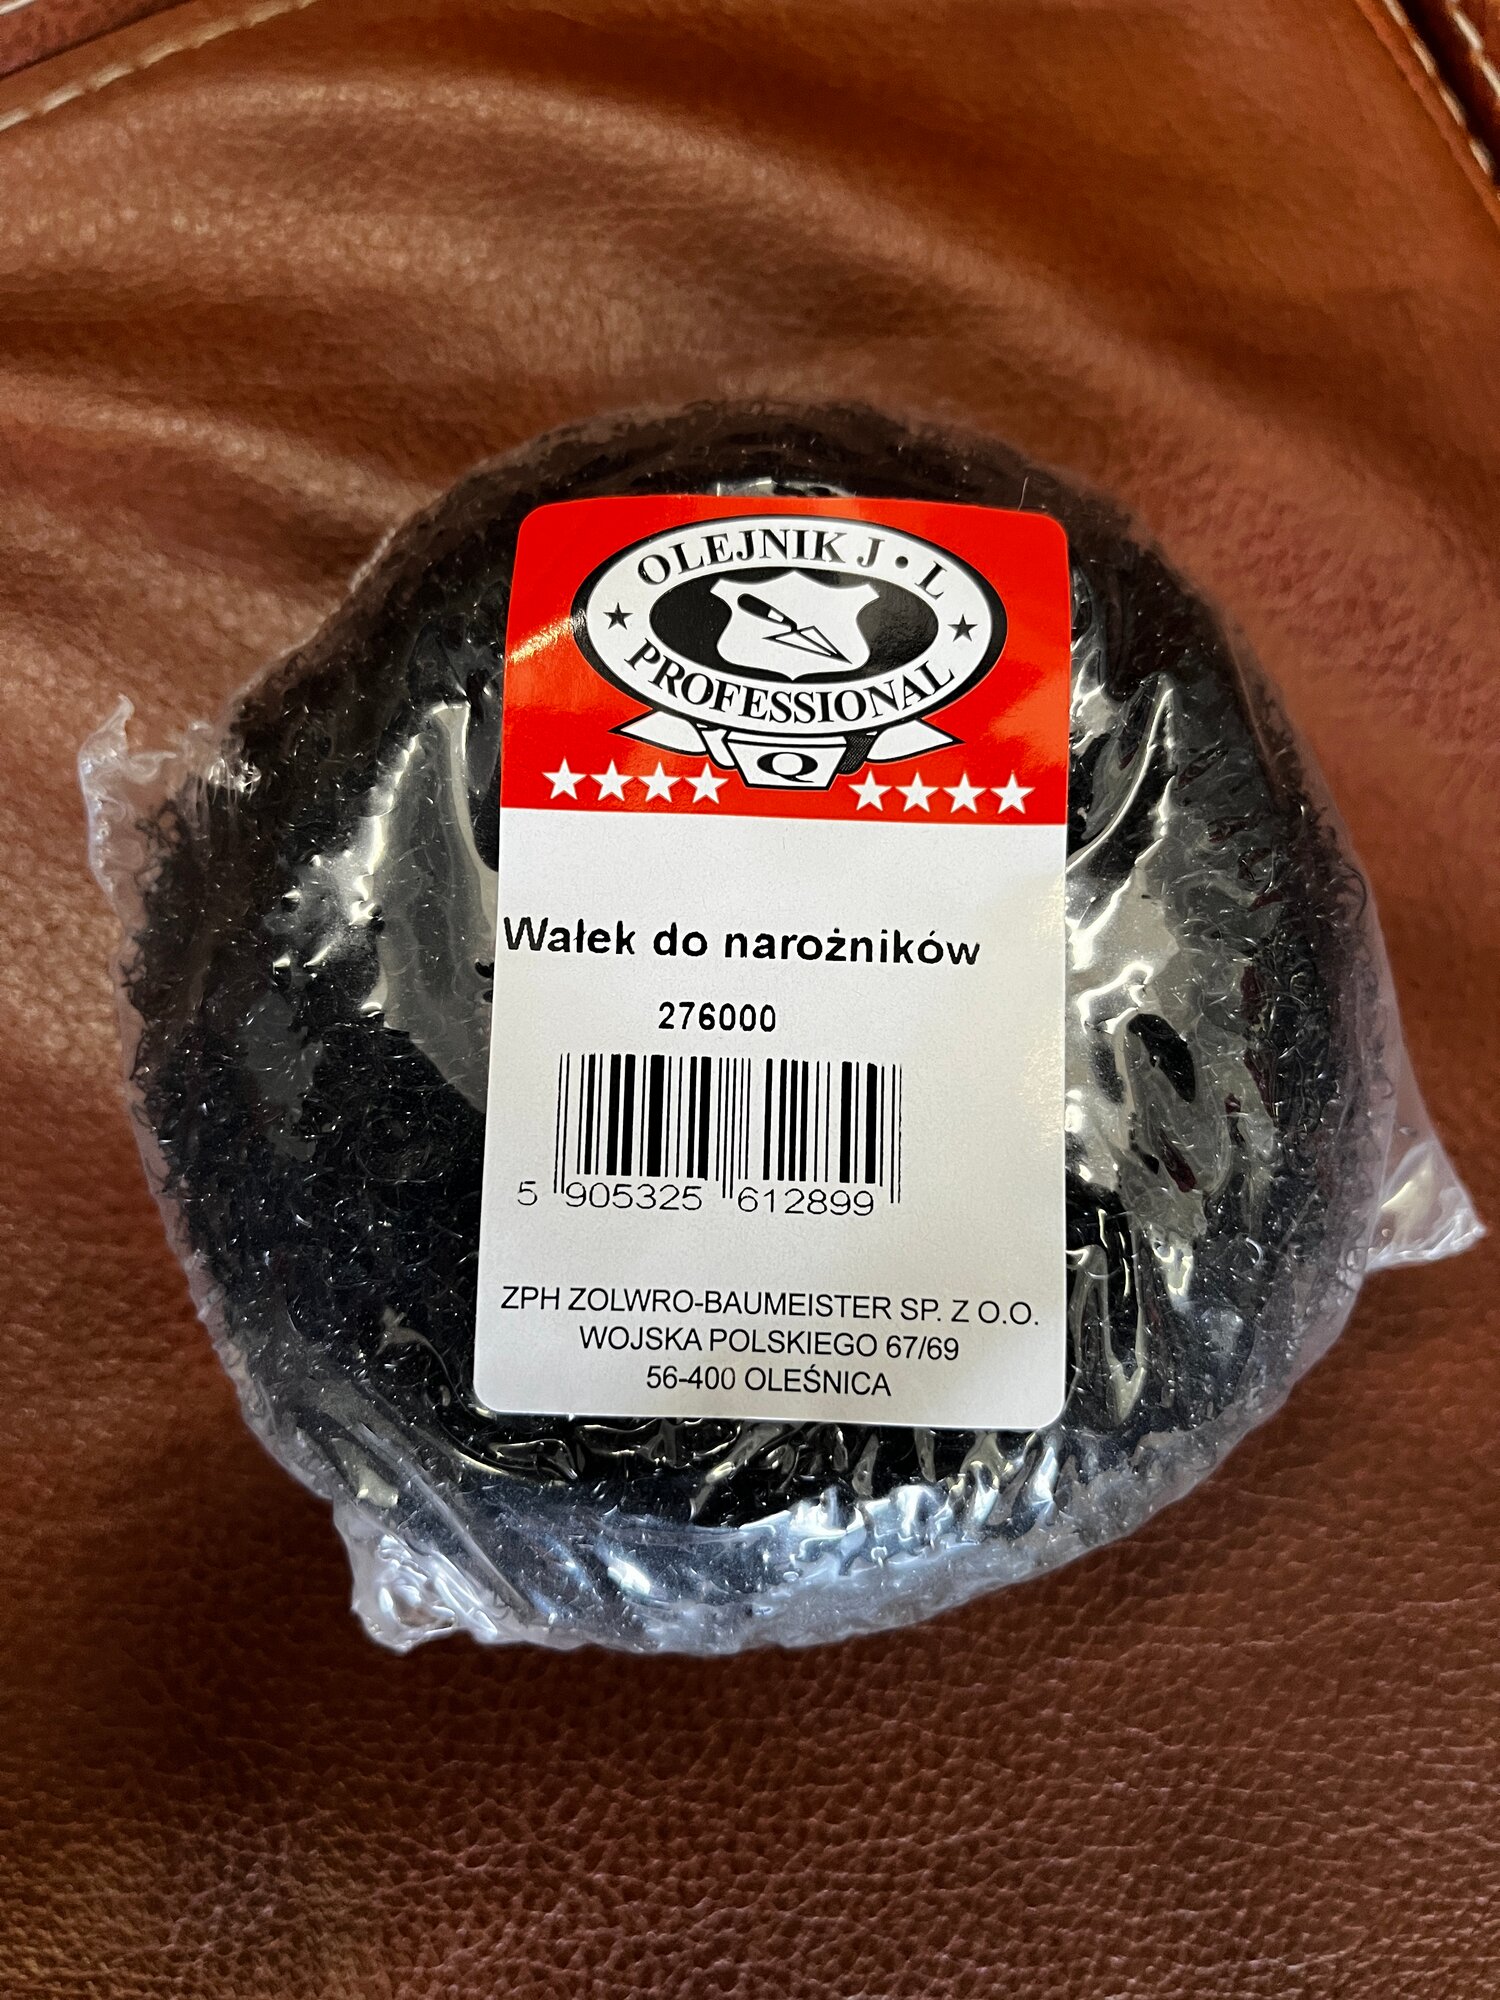 OLEJNIK J • L
PROFESSIONAL
Q
Wałek do narożników
276000
5 905325 612899
ZPH ZOLWRO-BAUMEISTER SP. Z O.O.
WOJSKA POLSKIEGO 67/69
56-400 OLEŚNICA